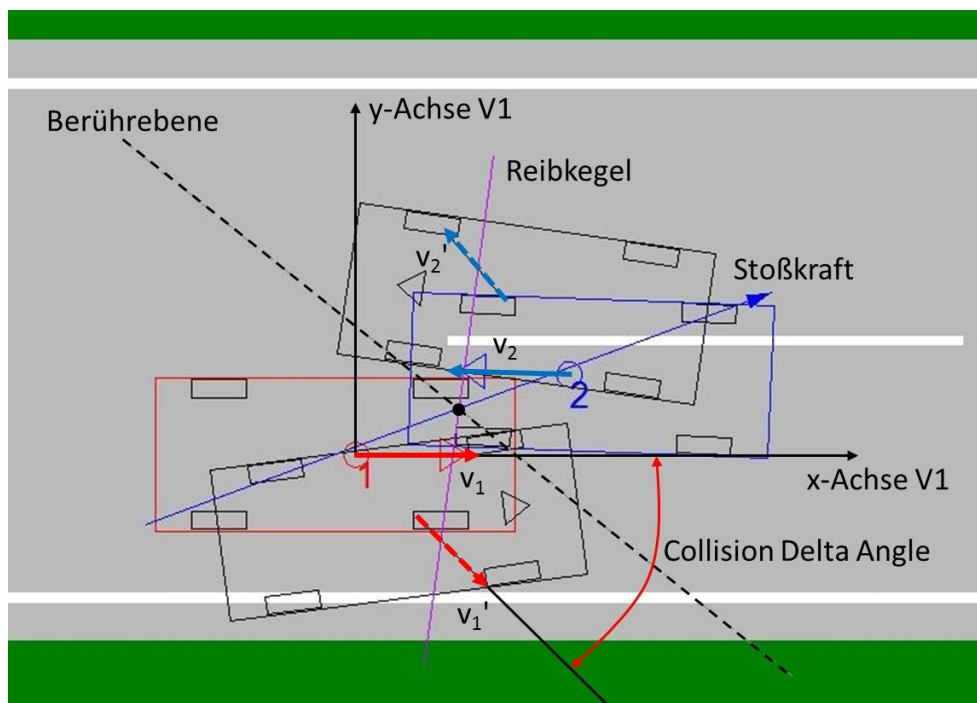 Berührebene
y-Achse V1
Reibkegel
Stoßkraft
v2'
v2
2
1
v1
x-Achse V1
Collision Delta Angle
v1'